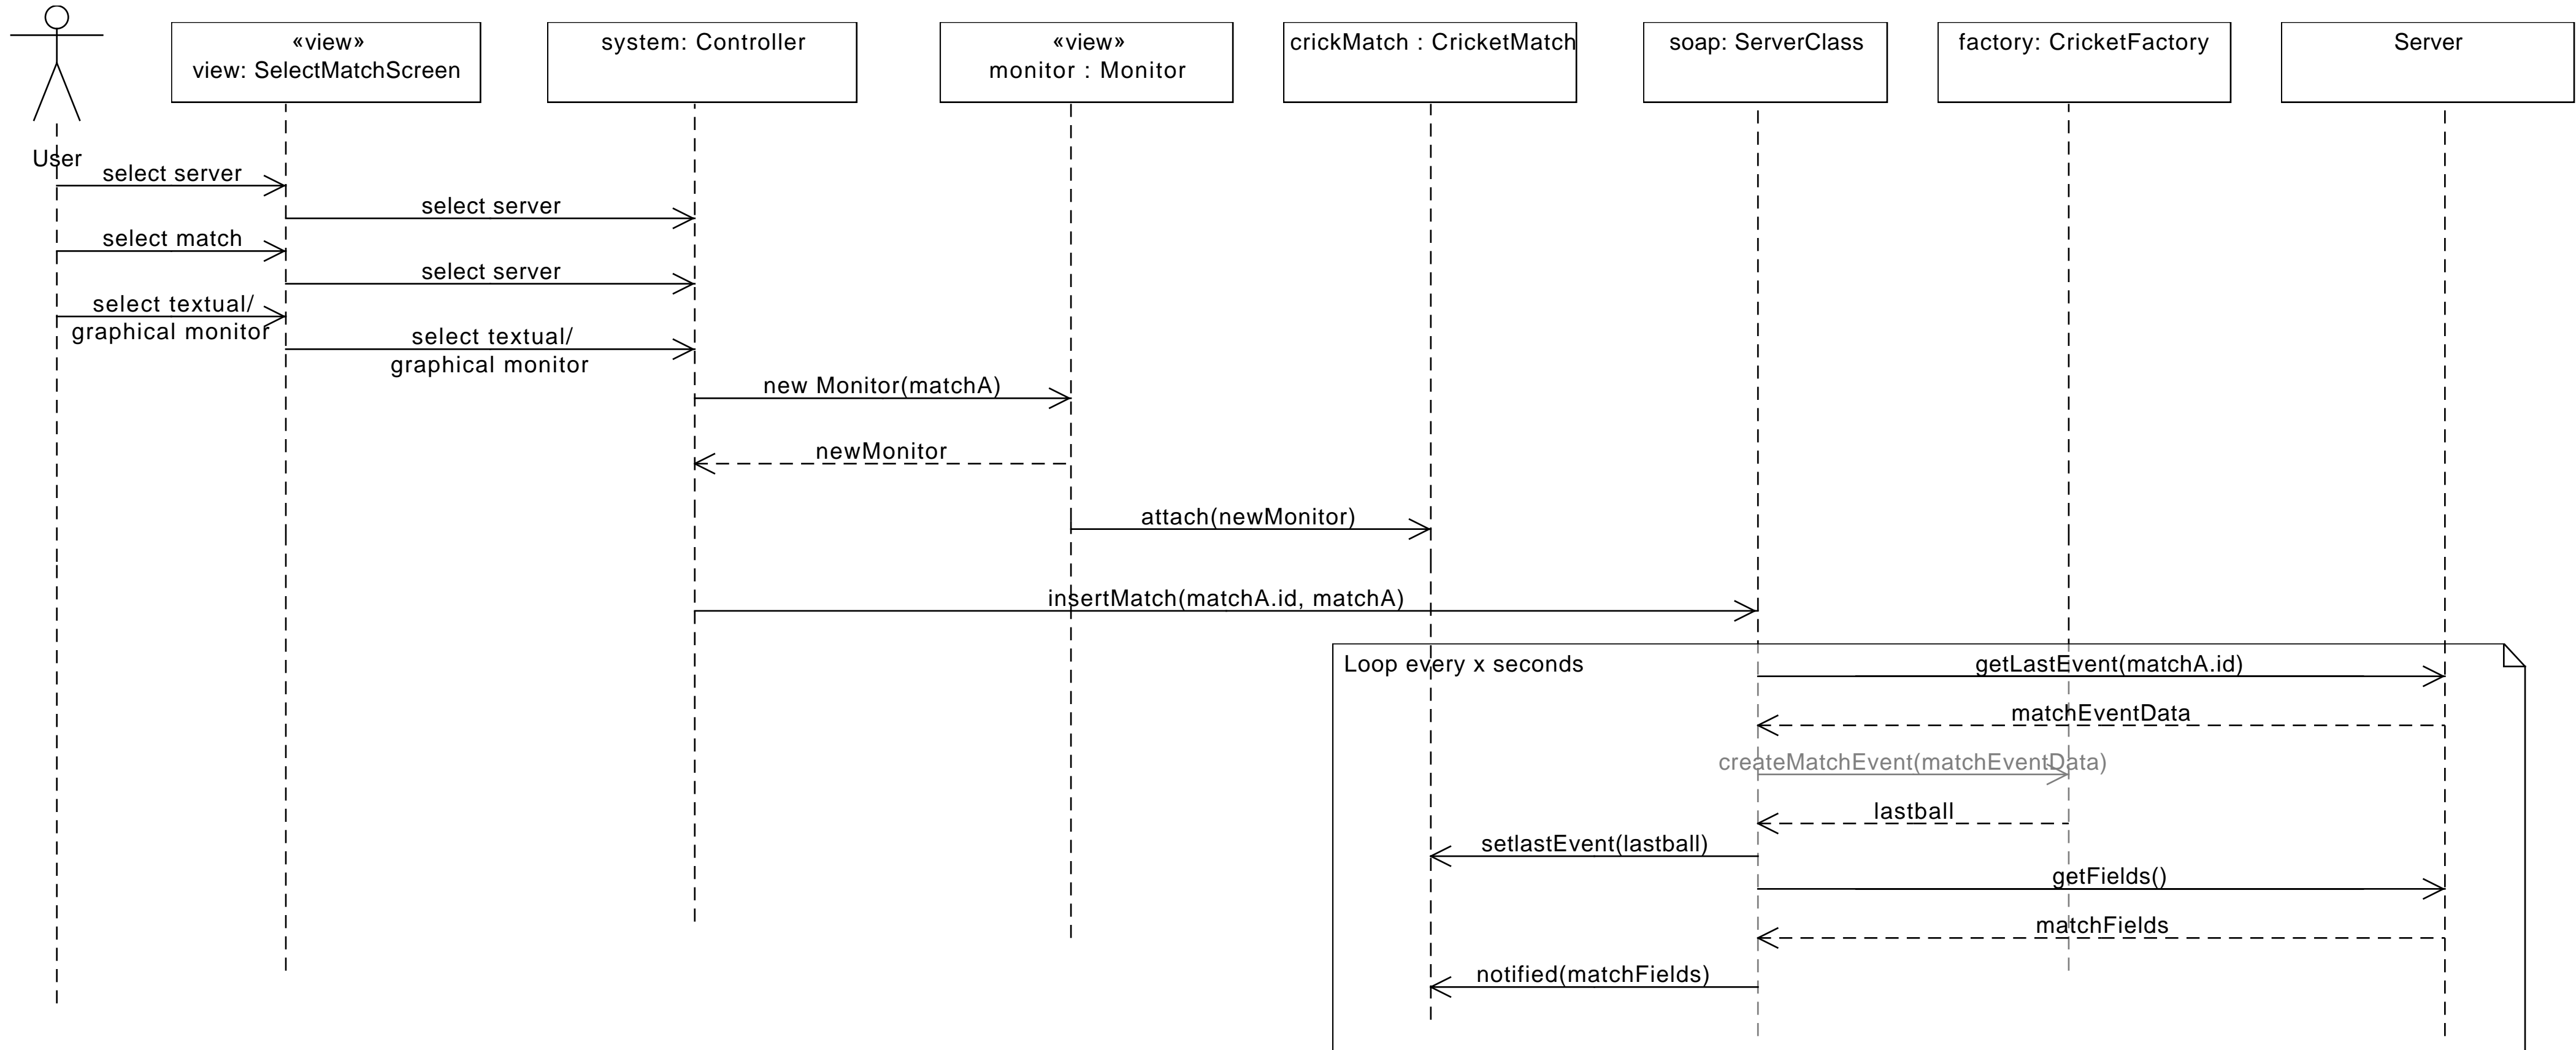 «view»
view: SelectMatchScreen
system: Controller
«view»
monitor : Monitor
crickMatch : CricketMatch
soap: ServerClass
factory: CricketFactory
Server
User
select server
select server
select match
select server
select textual/
graphical monitor
select textual/
graphical monitor
new Monitor(matchA)
newMonitor
attach(newMonitor)
insertMatch(matchA.id, matchA)
Loop every x seconds
getLastEvent(matchA.id)
matchEventData
createMatchEvent(matchEventData)
lastball
setlastEvent(lastball)
getFields()
matchFields
notified(matchFields)